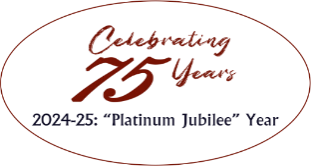 Celebrating
75 Years
2024-25: “Platinum Jubilee” Year